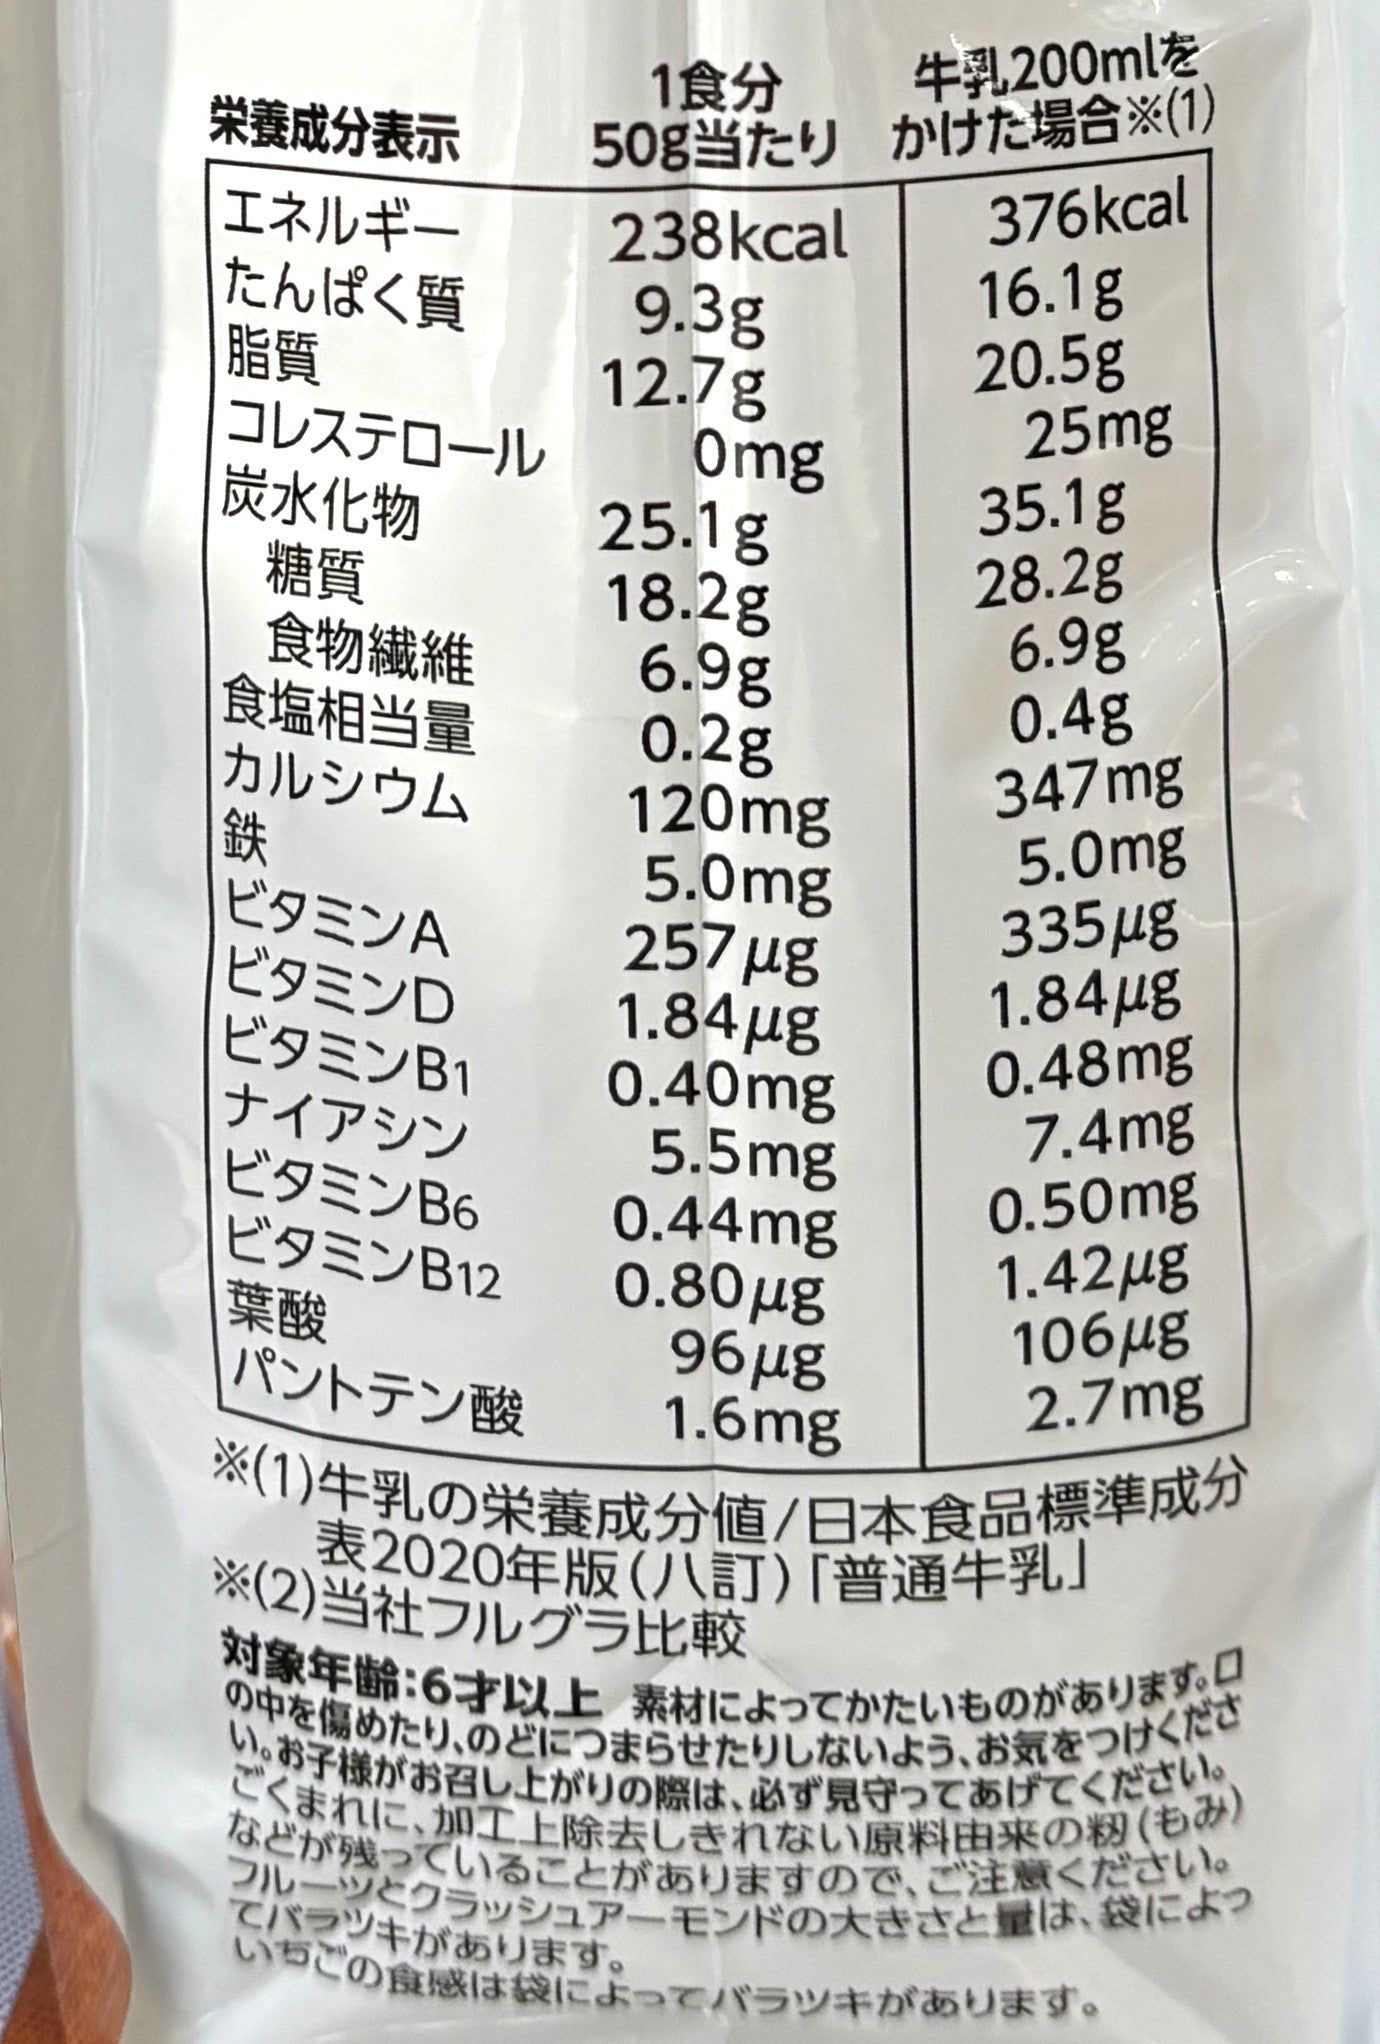 栄養成分表示 1食分 50g当たり 牛乳200mlを かけた場合※(1)
エネルギー 238kcal 376kcal
たんぱく質 9.3g 16.1g
脂質 12.7g 20.5g
コレステロール 0mg 25mg
炭水化物 25.1g 35.1g
糖質 18.2g 28.2g
食物繊維 6.9g 6.9g
食塩相当量 0.2g 0.4g
カルシウム 120mg 347mg
鉄 5.0mg 5.0mg
ビタミンA 257μg 335μg
ビタミンD 1.84μg 1.84μg
ビタミンB1 0.40mg 0.48mg
ナイアシン 5.5mg 7.4mg
ビタミンB6 0.44mg 0.50mg
ビタミンB12 0.80μg 1.42μg
葉酸 96μg 106μg
パントテン酸 1.6mg 2.7mg
※(1)牛乳の栄養成分値/日本食品標準成分
表2020年版(八訂)「普通牛乳」
※(2)当社フルグラ比較
対象年齢:6才以上 素材によってかたいものがあります。口
の中を傷めたり、のどにつまらせたりしないよう、お気をつけくださ
い。お子様がお召し上がりの際は、必ず見守ってあげてください。
ごくまれに、加工上除去しきれない原料由来の籾(もみ)
などが残っていることがありますので、ご注意ください。
フルーツとクラッシュアーモンドの大きさと量は、袋によっ
てバラツキがあります。
いちごの食感は袋によってバラツキがあります。